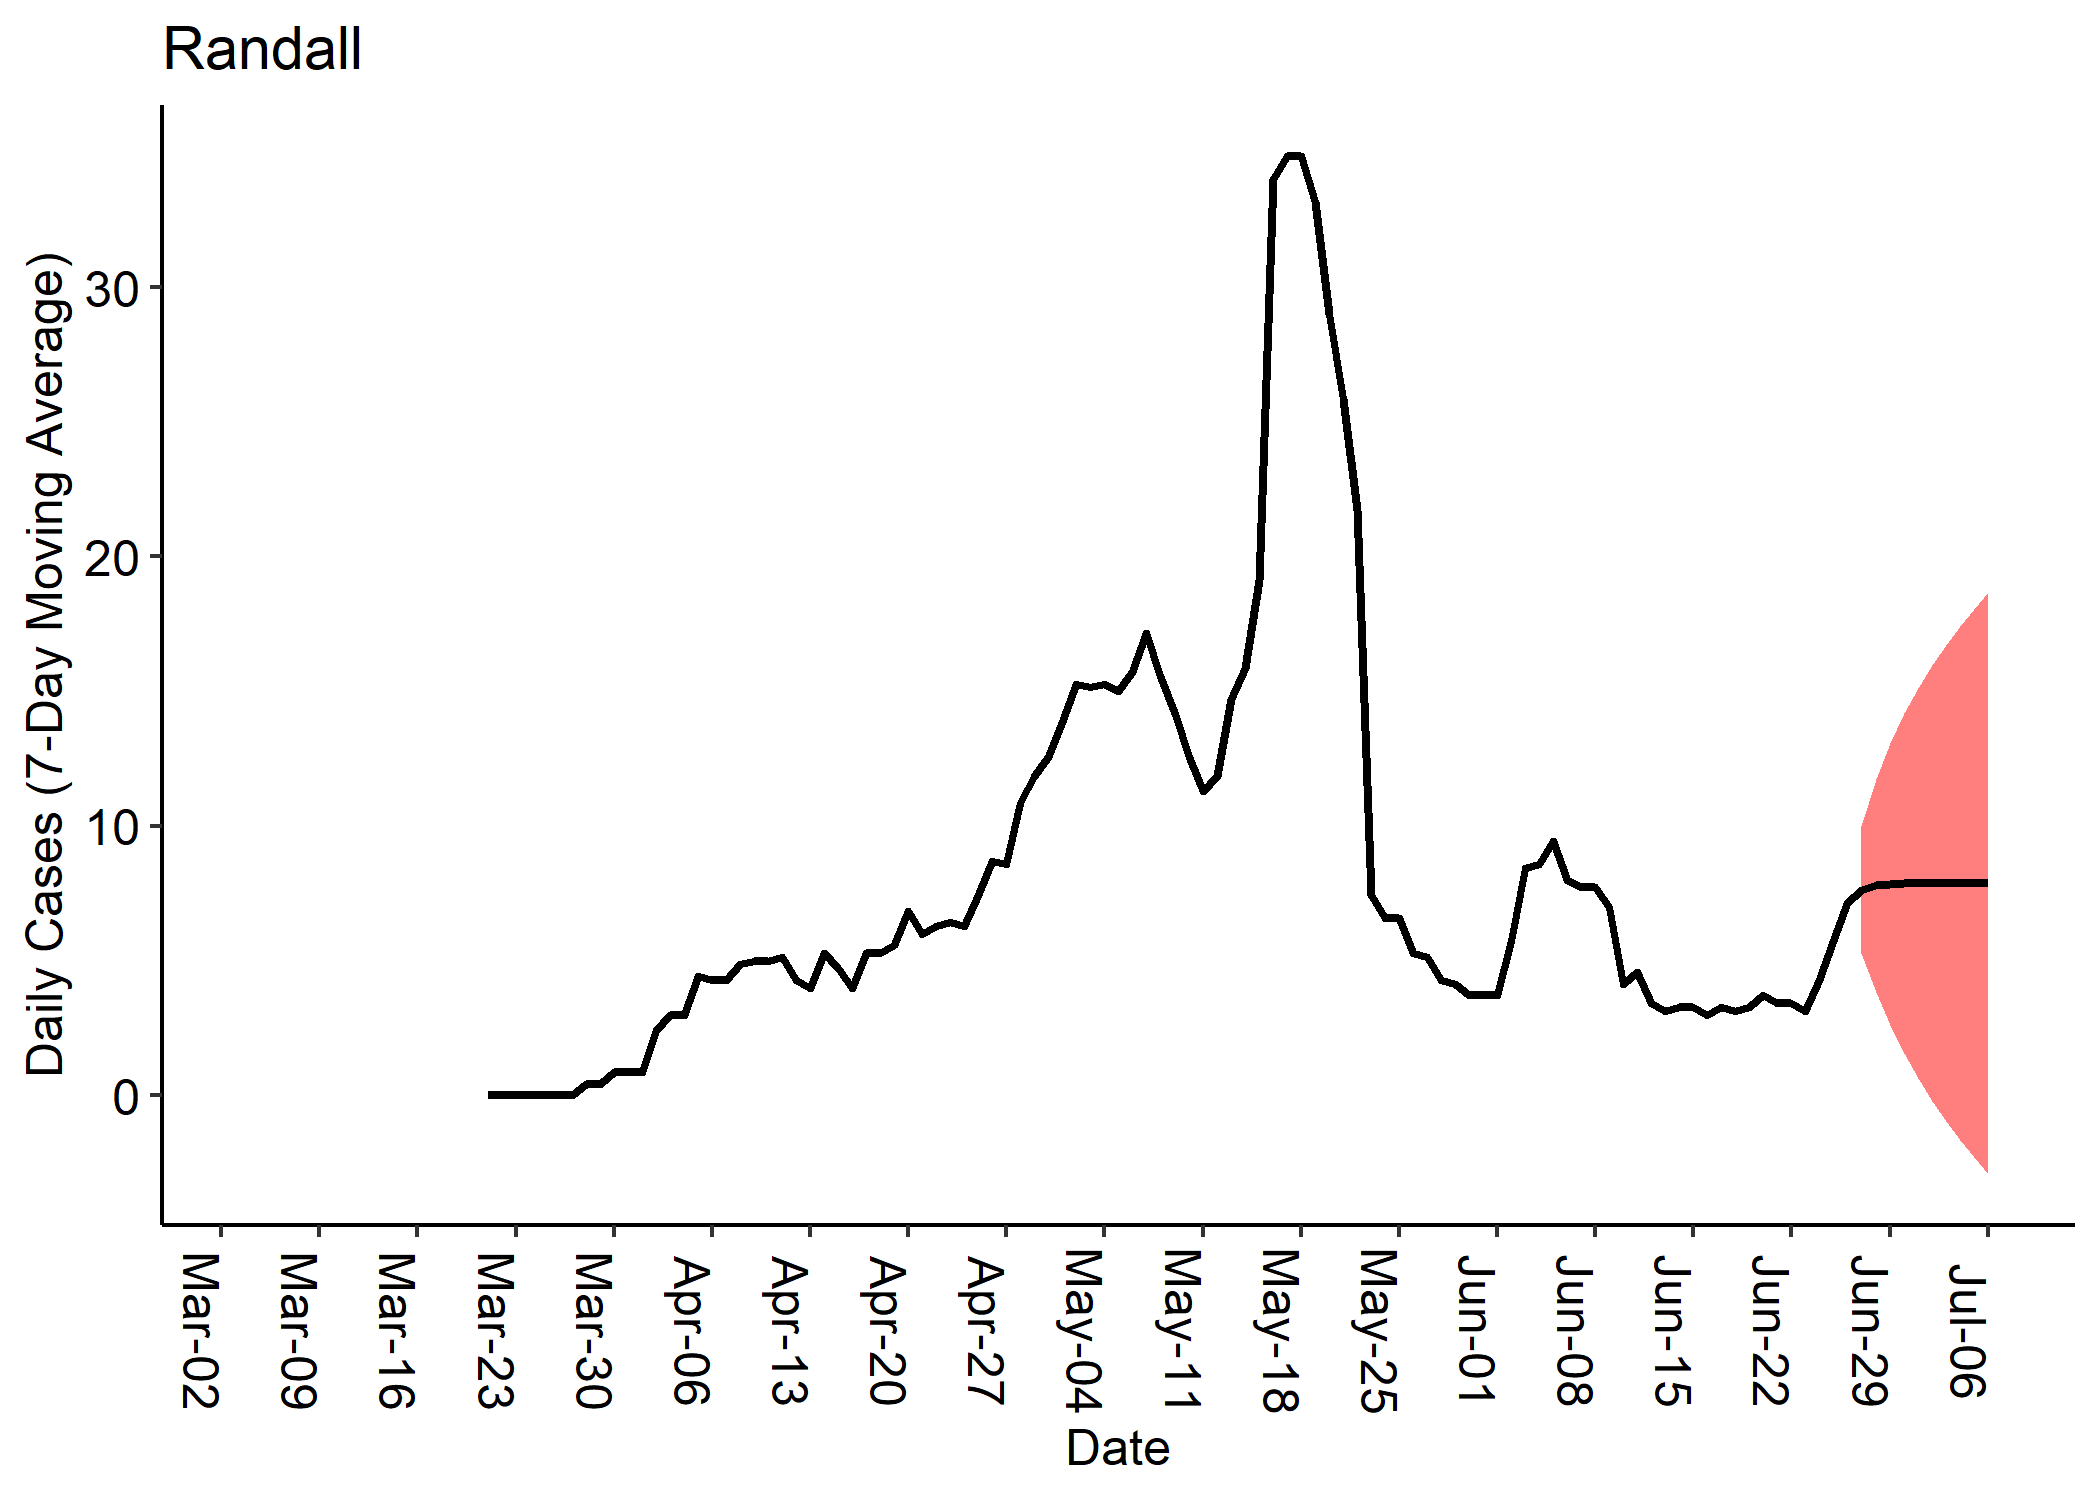 Randall
Daily Cases (7-Day Moving Average)
30
20
10
0
Mar-02
Mar-09
Mar-16
Mar-23
Mar-30
Apr-06
Apr-13
Apr-20
Apr-27
May-04
May-11
May-18
May-25
Jun-01
Jun-08
Jun-15
Jun-22
Jun-29
Jul-06
Date